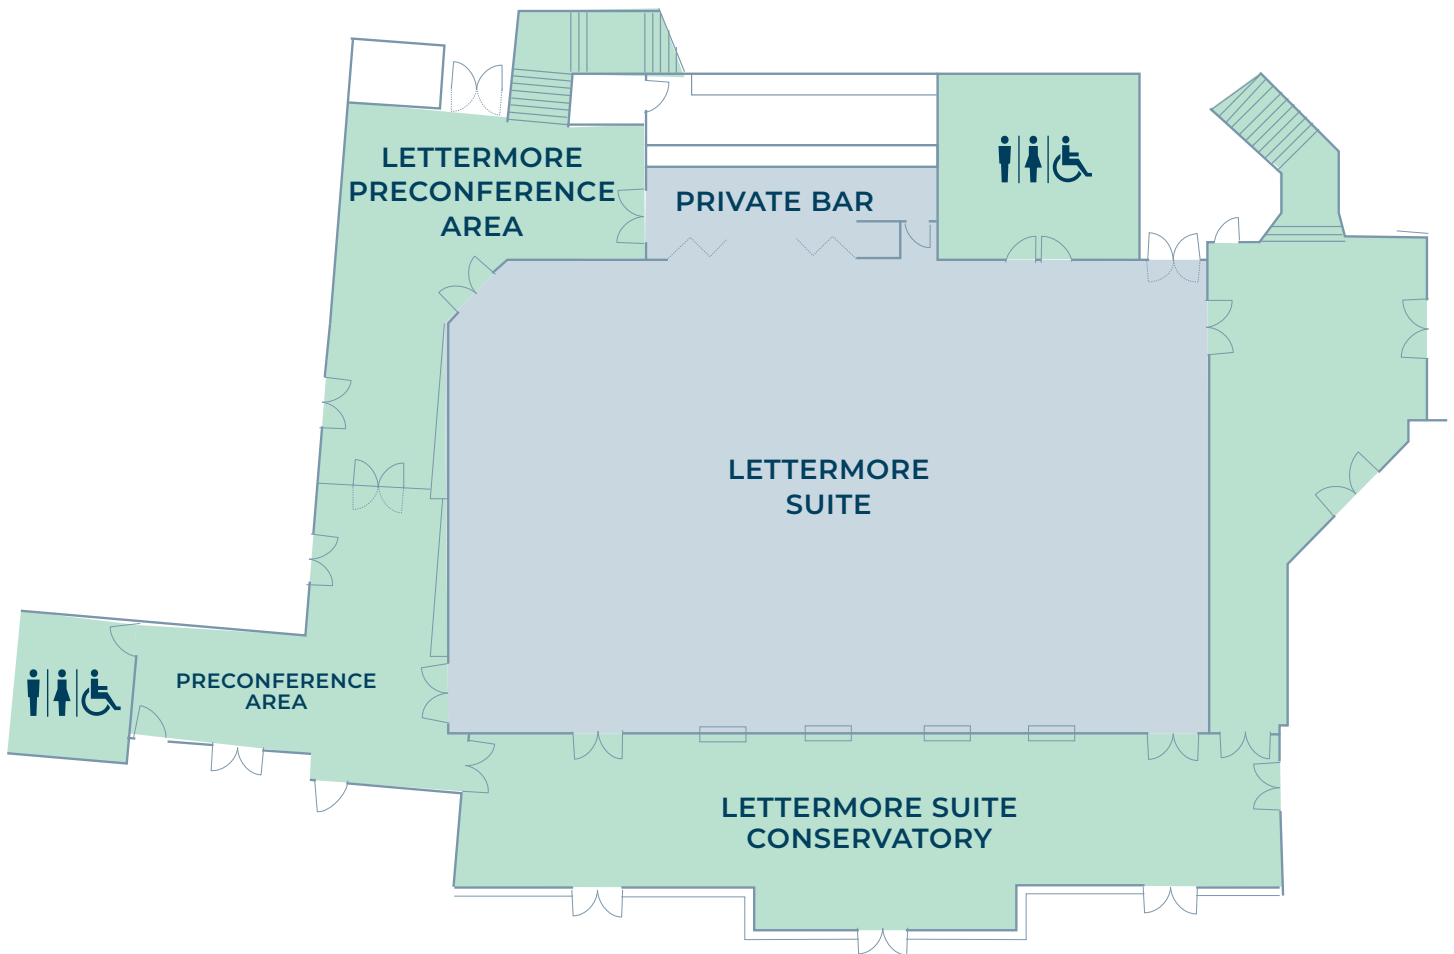 LETTERMORE
PRECONFERENCE
AREA
PRIVATE BAR
LETTERMORE
SUITE
PRECONFERENCE
AREA
LETTERMORE SUITE
CONSERVATORY